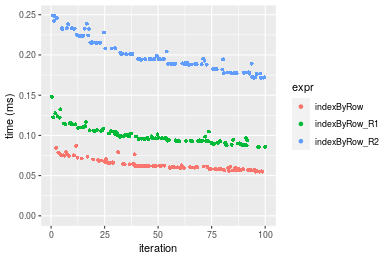 0.25
0.20
0.15
0.10
0.05
0.00
time (ms)
0
25
50
75
100
iteration
expr
indexByRow
indexByRow_R1
indexByRow_R2